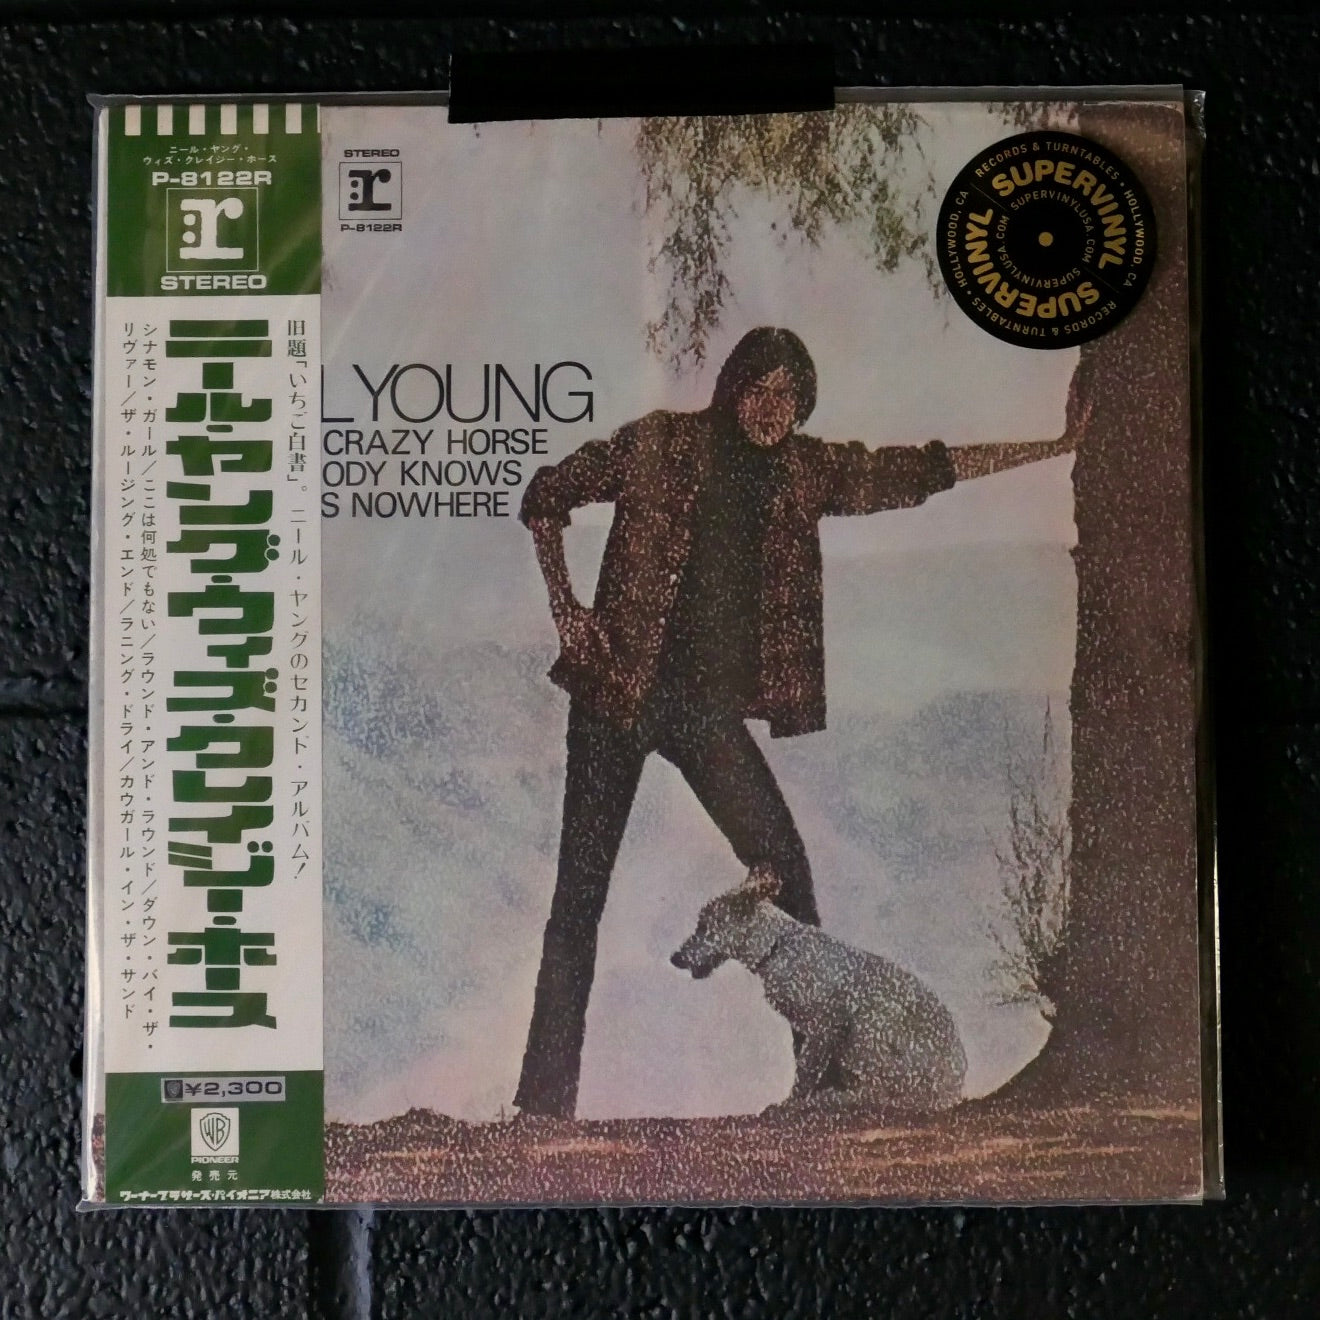 ニール・ヤング・
ウィズ・クレイジー・ホース
P-8122R
r
STEREO
旧題「いちご白書」。ニール・ヤングのセカンド・アルバム!
ニール・ヤング・ウィズ・クレイジー・ホース
シナモン・ガール/ここは何処でもない/ラウンド・アンド・ラウンド/ダウン・バイ・ザ・
リヴァー/ザ・ルージング・エンド/ラニング・ドライ/カウガール・イン・ザ・サンド
¥2,300
WB
PIONEER
発売元
ワーナーブラザーズ・パイオニア株式会社
STEREO
r
P-8122R
L YOUNG
CRAZY HORSE
ODY KNOWS
S NOWHERE
RECORDS & TURNTABLES • HOLLYWOOD, CA
SUPERVINYL
SUPERVINYLUSA.COM
RECORDS & TURNTABLES • HOLLYWOOD, CA
SUPERVINYL
SUPERVINYLUSA.COM
SUPERVINYL